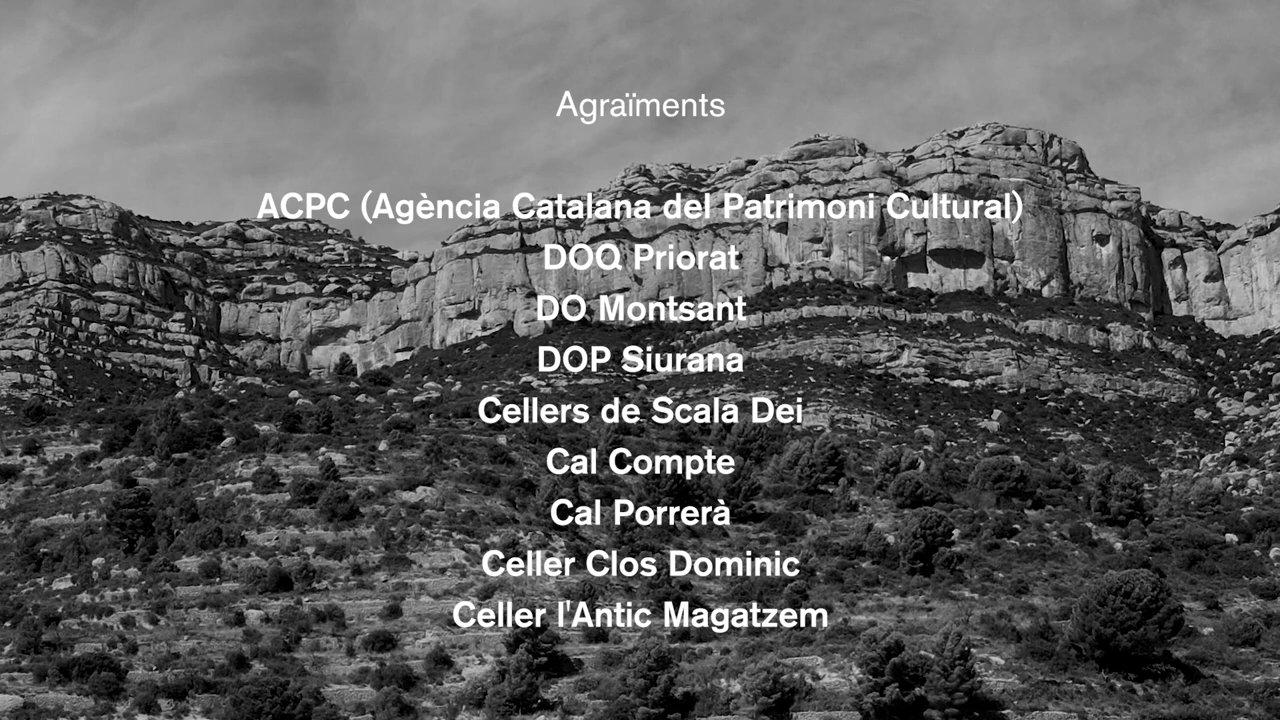 Agraïments
ACPC (Agència Catalana del Patrimoni Cultural)
DOQ Priorat
DO Montsant
DOP Siurana
Cellers de Scala Dei
Cal Compte
Cal Porrerà
Celler Clos Dominic
Celler l'Antic Magatzem